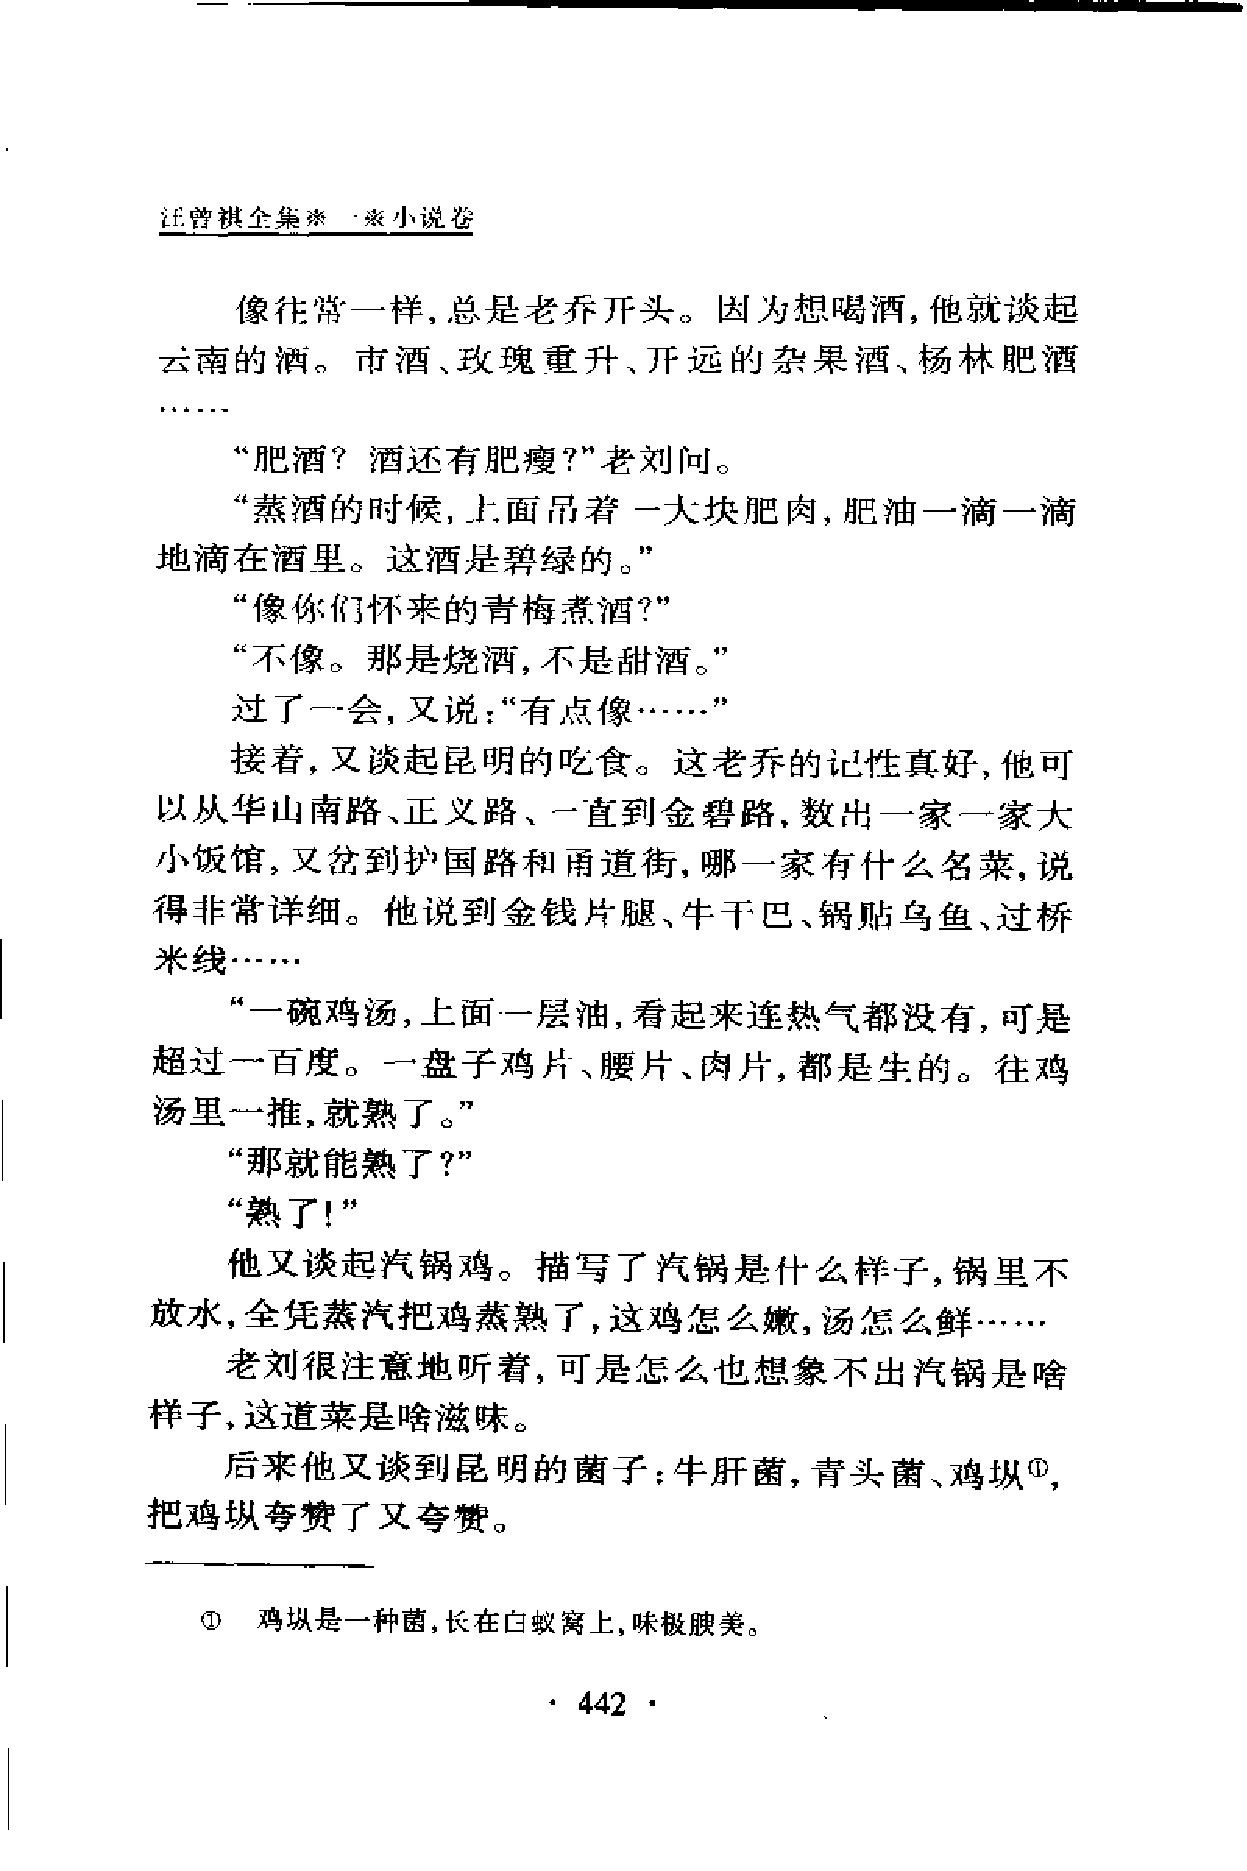 汪曾祺全集※一※小说卷
像往常一样,总是老乔开头。因为想喝酒,他就谈起
云南的酒。市酒、玫瑰重升、开远的杂果酒、杨林肥酒
……
“肥酒?酒还有肥瘦?”老刘问。
“蒸酒的时候,上面吊着一大块肥肉,肥油一滴一滴
地滴在酒里。这酒是碧绿的。”
“像你们怀来的青梅煮酒?”
“不像。那是烧酒,不是甜酒。”
过了一会,又说:“有点像……”
接着,又谈起昆明的吃食。这老乔的记性真好,他可
以从华山南路、正义路、一直到金碧路,数出一家一家大
小饭馆,又岔到护国路和甬道街,哪一家有什么名菜,说
得非常详细。他说到金钱片腿、牛干巴、锅贴乌鱼、过桥
米线……
“一碗鸡汤,上面一层油,看起来连热气都没有,可是
超过一百度。一盘子鸡片、腰片、肉片,都是生的。往鸡
汤里一推,就熟了。”
“那就能熟了?”
“熟了!”
他又谈起汽锅鸡。描写了汽锅是什么样子,锅里不
放水,全凭蒸汽把鸡蒸熟了,这鸡怎么嫩,汤怎么鲜……
老刘很注意地听着,可是怎么也想象不出汽锅是啥
样子,这道菜是啥滋味。
后来他又谈到昆明的菌子:牛肝菌,青头菌、鸡㙡①,
把鸡㙡夸赞了又夸赞。
① 鸡㙡是一种菌,长在白蚁窝上,味极腴美。
· 442 ·